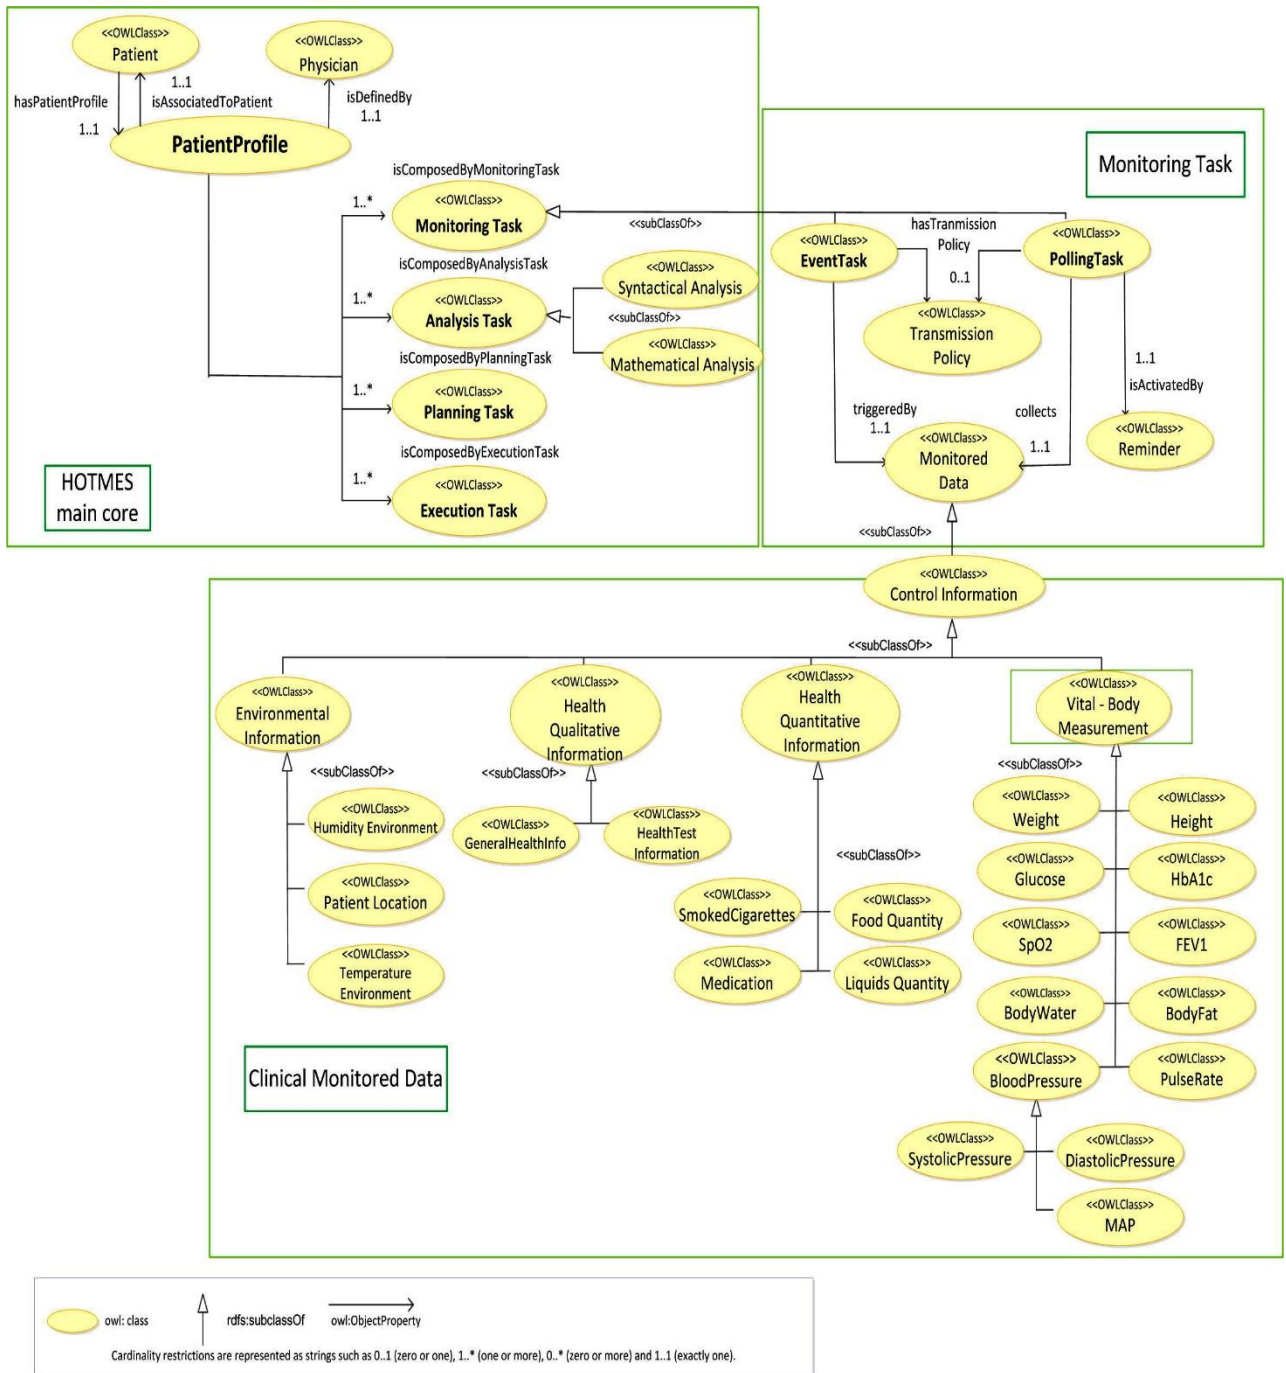 <<OWLClass>>
Patient
<<OWLClass>>
Physician
hasPatientProfile
1..1
isAssociatedToPatient
1..1
isDefinedBy
1..1
PatientProfile
isComposedByMonitoringTask
1..*
<<OWLClass>>
Monitoring Task
<<subClassOf>>
isComposedByAnalysisTask
1..*
<<OWLClass>>
Analysis Task
<<OWLClass>>
Syntactical Analysis
<<subClassOf>>
<<OWLClass>>
Mathematical Analysis
isComposedByPlanningTask
1..*
<<OWLClass>>
Planning Task
isComposedByExecutionTask
1..*
<<OWLClass>>
Execution Task
HOTMES
main core
Monitoring Task
<<OWLClass>>
EventTask
hasTranmission
Policy
0..1
<<OWLClass>>
PollingTask
<<OWLClass>>
Transmission
Policy
1..1
isActivatedBy
triggeredBy
1..1
collects
1..1
<<OWLClass>>
Monitored
Data
<<OWLClass>>
Reminder
<<subClassOf>>
<<OWLClass>>
Control Information
<<subClassOf>>
<<OWLClass>>
Environmental
Information
<<OWLClass>>
Health
Qualitative
Information
<<OWLClass>>
Health
Quantitative
Information
<<OWLClass>>
Vital - Body
Measurement
<<subClassOf>>
<<OWLClass>>
Humidity Environment
<<OWLClass>>
Patient Location
<<OWLClass>>
Temperature
Environment
<<subClassOf>>
<<OWLClass>>
GeneralHealthInfo
<<OWLClass>>
HealthTest
Information
<<subClassOf>>
<<OWLClass>>
SmokedCigarettes
<<OWLClass>>
Food Quantity
<<OWLClass>>
Medication
<<OWLClass>>
Liquids Quantity
<<subClassOf>>
<<OWLClass>>
Weight
<<OWLClass>>
Height
<<OWLClass>>
Glucose
<<OWLClass>>
HbA1c
<<OWLClass>>
SpO2
<<OWLClass>>
FEV1
<<OWLClass>>
BodyWater
<<OWLClass>>
BodyFat
<<OWLClass>>
BloodPressure
<<OWLClass>>
PulseRate
<<OWLClass>>
SystolicPressure
<<OWLClass>>
DiastolicPressure
<<OWLClass>>
MAP
Clinical Monitored Data
owl: class
rdfs:subclassOf
owl:ObjectProperty
Cardinality restrictions are represented as strings such as 0..1 (zero or one), 1..* (one or more), 0..* (zero or more) and 1..1 (exactly one).